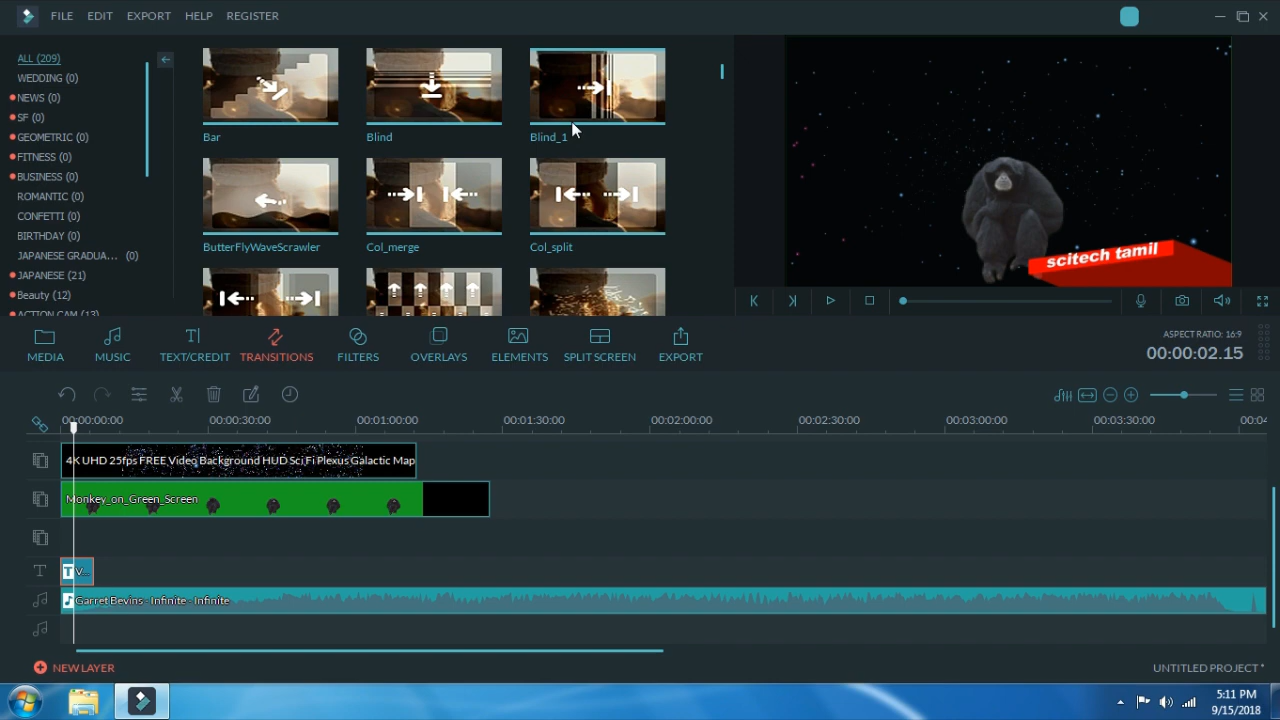 FILE EDIT EXPORT HELP REGISTER
ALL (209)
WEDDING (0)
NEWS (0)
SF (0)
GEOMETRIC (0)
FITNESS (0)
BUSINESS (0)
ROMANTIC (0)
CONFETTI (0)
BIRTHDAY (0)
JAPANESE GRADUA... (0)
JAPANESE (21)
Beauty (12)
ACTION CAM (13)
Bar Blind Blind_1
ButterFlyWaveScrawler Col_merge Col_split
scitech tamil
MEDIA MUSIC TEXT/CREDIT TRANSITIONS FILTERS OVERLAYS ELEMENTS SPLIT SCREEN EXPORT
ASPECT RATIO: 16:9
00:00:02.15
00:00:00:00 00:00:30:00 00:01:00:00 00:01:30:00 00:02:00:00 00:02:30:00 00:03:00:00 00:03:30:00 00:04
4K UHD 25fps FREE Video Background HUD Sci Fi Plexus Galactic Map
Monkey_on_Green_Screen
T V...
Garret Bevins - Infinite - Infinite
NEW LAYER
UNTITLED PROJECT *
5:11 PM
9/15/2018